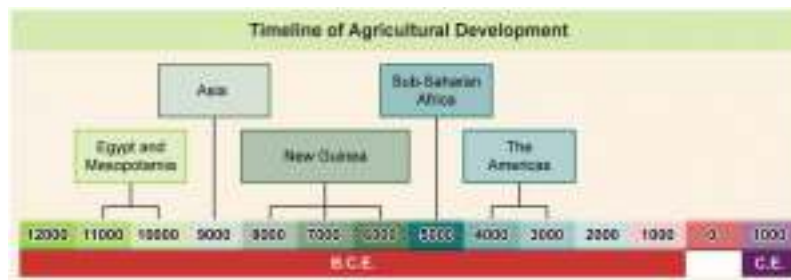 Timeline of Agricultural Development
Asia
Sub-Saharan
Africa
Egypt and
Mesopotamia
New Guinea
The
Americas
12000 11000 10000 9000 8000 7000 6000 5000 4000 3000 2000 1000 0 1000
B.C.E. C.E.